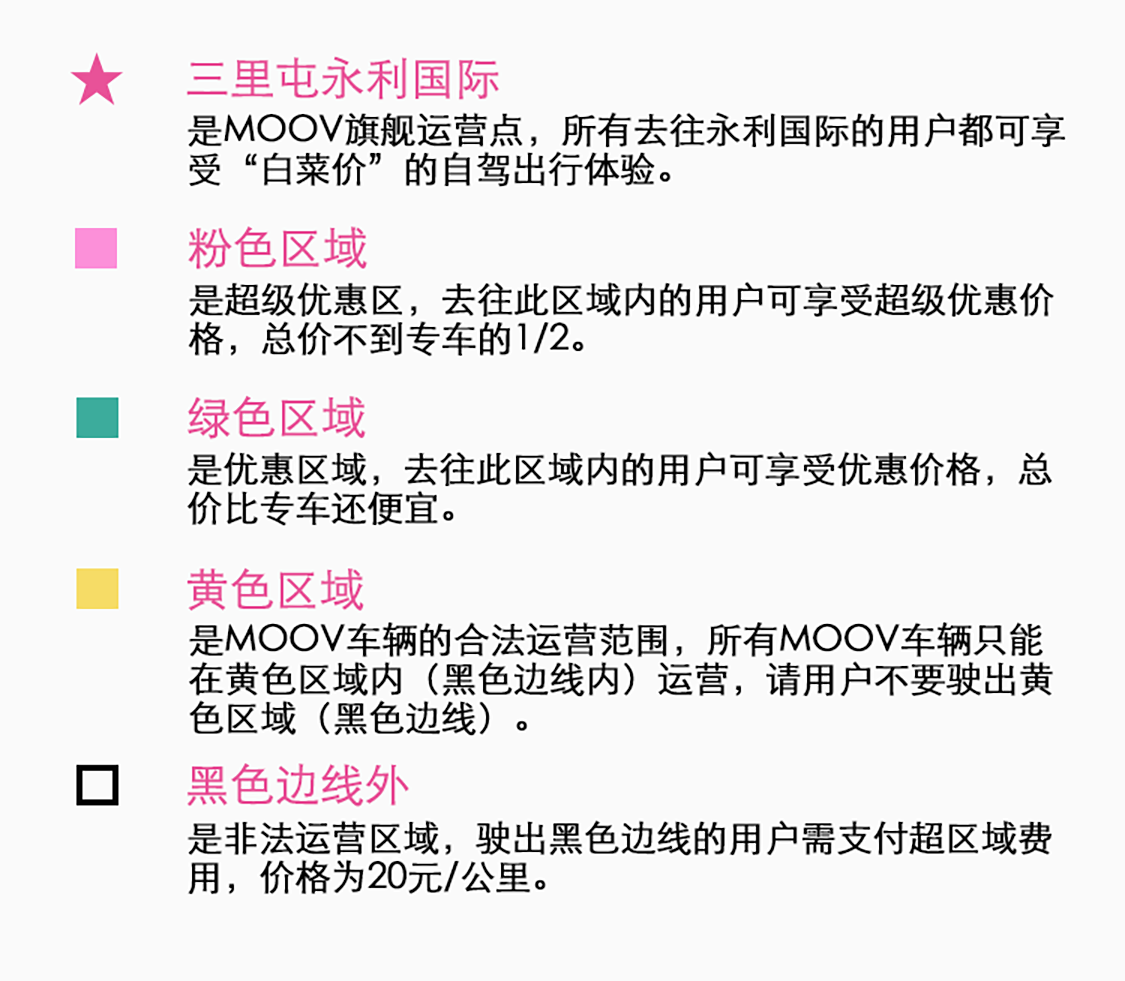 三里屯永利国际
是MOOV旗舰运营点，所有去往永利国际的用户都可享
受“白菜价”的自驾出行体验。
粉色区域
是超级优惠区，去往此区域内的用户可享受超级优惠价
格，总价不到专车的1/2。
绿色区域
是优惠区域，去往此区域内的用户可享受优惠价格，总
价比专车还便宜。
黄色区域
是MOOV车辆的合法运营范围，所有MOOV车辆只能
在黄色区域内（黑色边线内）运营，请用户不要驶出黄
色区域（黑色边线）。
黑色边线外
是非法运营区域，驶出黑色边线的用户需支付超区域费
用，价格为20元/公里。